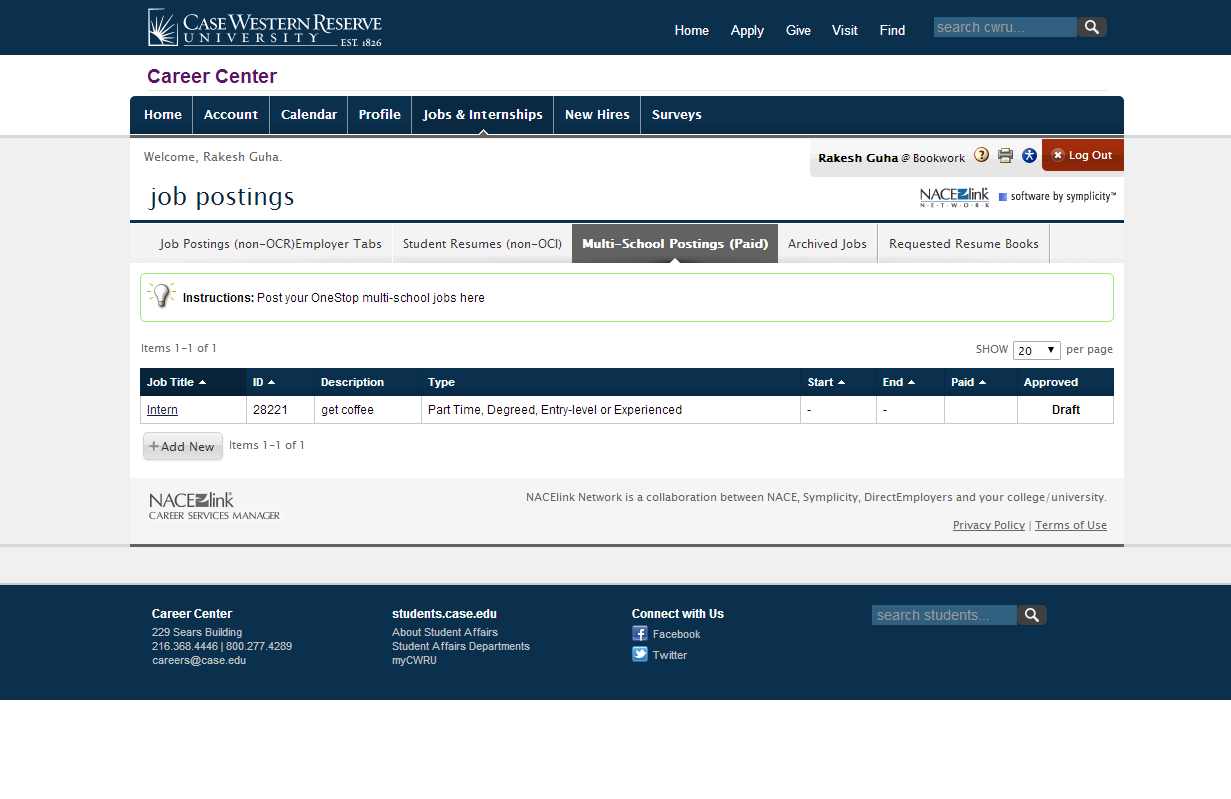 CASE WESTERN RESERVE
UNIVERSITY EST. 1826
Home Apply Give Visit Find search cwru...
Career Center
Home Account Calendar Profile Jobs & Internships New Hires Surveys
Welcome, Rakesh Guha.
Rakesh Guha @ Bookwork ? Log Out
job postings
NACElink NETWORK software by symplicity™
Job Postings (non-OCR)Employer Tabs Student Resumes (non-OCI) Multi-School Postings (Paid) Archived Jobs Requested Resume Books
Instructions: Post your OneStop multi-school jobs here
Items 1-1 of 1
SHOW 20 per page
Job Title ID Description Type Start End Paid Approved
Intern 28221 get coffee Part Time, Degreed, Entry-level or Experienced - - Draft
+Add New Items 1-1 of 1
NACElink
CAREER SERVICES MANAGER
NACElink Network is a collaboration between NACE, Symplicity, DirectEmployers and your college/university.
Privacy Policy | Terms of Use
Career Center
229 Sears Building
216.368.4446 | 800.277.4289
careers@case.edu
students.case.edu
About Student Affairs
Student Affairs Departments
myCWRU
Connect with Us
Facebook
Twitter
search students...